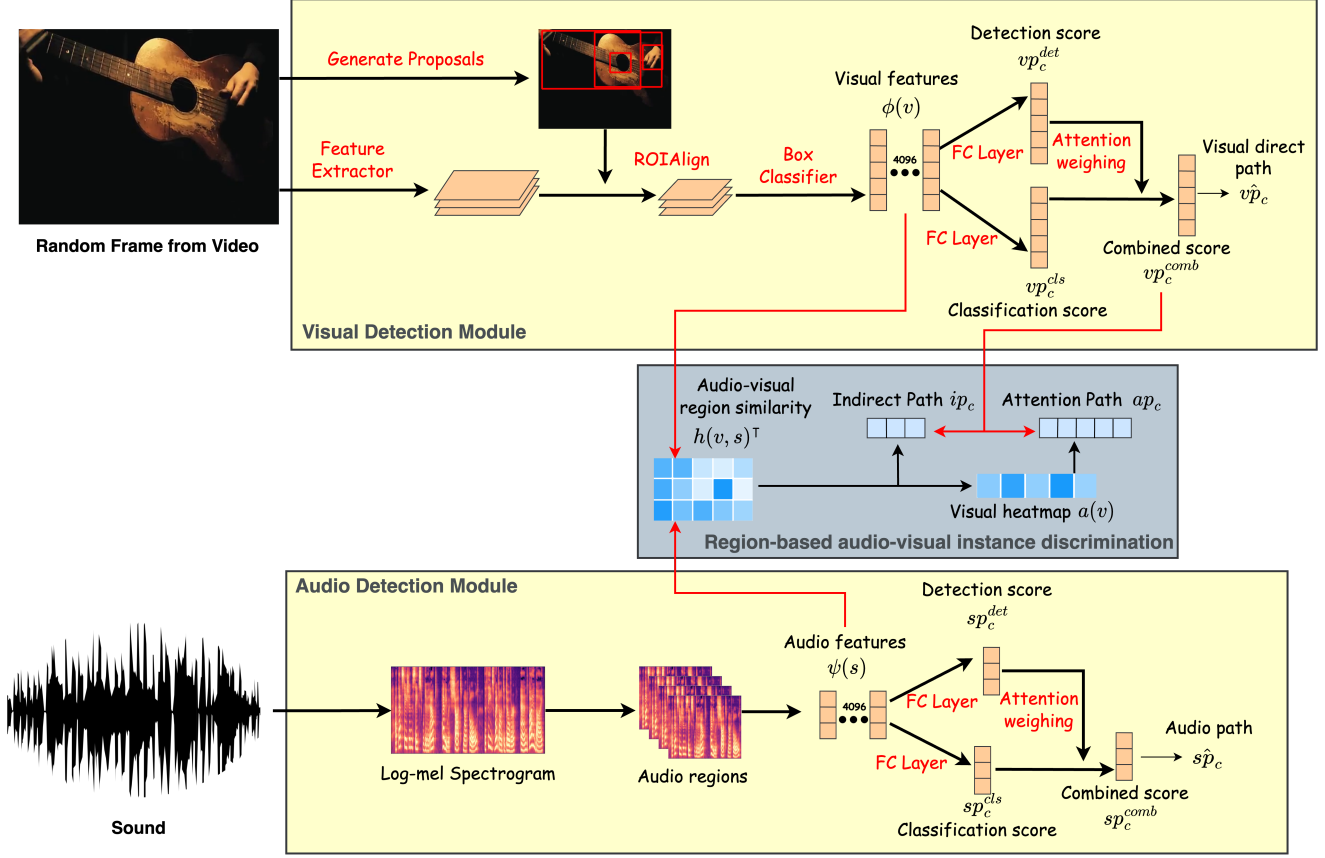 Generate Proposals
Feature
Extractor
Random Frame from Video
ROIAlign
Box
Classifier
Visual features
ϕ(v)
4096
Detection score
vp_c^{det}
FC Layer
Attention
weighing
FC Layer
vp_c^{cls}
Classification score
Combined score
vp_c^{comb}
Visual direct
path
v\hat{p}_c
Visual Detection Module
Audio-visual
region similarity
h(v, s)^⊤
Indirect Path ip_c
Attention Path ap_c
Visual heatmap a(v)
Region-based audio-visual instance discrimination
Audio Detection Module
Sound
Log-mel Spectrogram
Audio regions
Audio features
ψ(s)
4096
Detection score
sp_c^{det}
FC Layer
Attention
weighing
FC Layer
sp_c^{cls}
Classification score
Combined score
sp_c^{comb}
Audio path
s\hat{p}_c